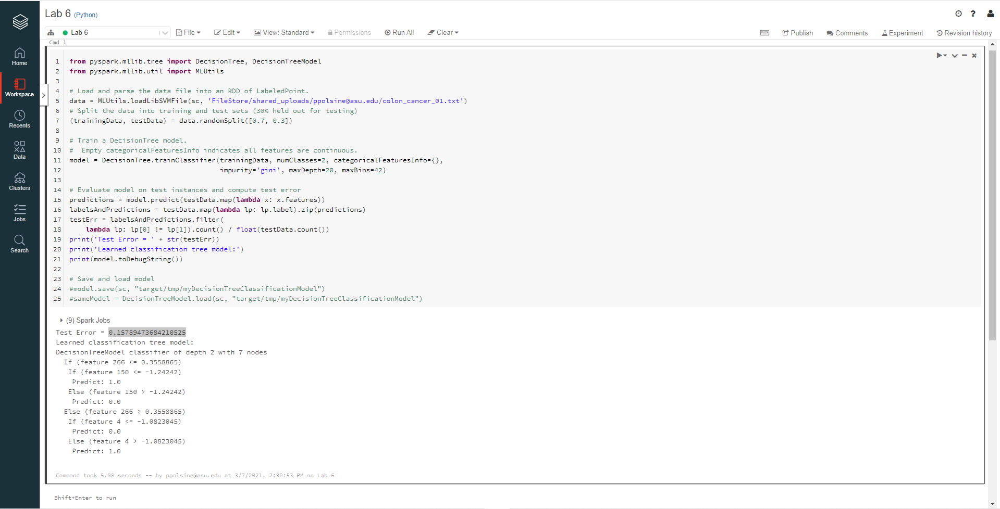 Lab 6 (Python)
Lab 6 File Edit View: Standard Permissions Run All Clear Publish Comments Experiment Revision history
Home
Workspace
Recents
Data
Clusters
Jobs
Search
Cmd 1
1 from pyspark.mllib.tree import DecisionTree, DecisionTreeModel
2 from pyspark.mllib.util import MLUtils
3
4 # Load and parse the data file into an RDD of LabeledPoint.
5 data = MLUtils.loadLibSVMFile(sc, 'FileStore/shared_uploads/ppolsine@asu.edu/colon_cancer_01.txt')
6 # Split the data into training and test sets (30% held out for testing)
7 (trainingData, testData) = data.randomSplit([0.7, 0.3])
8
9 # Train a DecisionTree model.
10 #  Empty categoricalFeaturesInfo indicates all features are continuous.
11 model = DecisionTree.trainClassifier(trainingData, numClasses=2, categoricalFeaturesInfo={},
12                                      impurity='gini', maxDepth=20, maxBins=42)
13
14 # Evaluate model on test instances and compute test error
15 predictions = model.predict(testData.map(lambda x: x.features))
16 labelsAndPredictions = testData.map(lambda lp: lp.label).zip(predictions)
17 testErr = labelsAndPredictions.filter(
18     lambda lp: lp[0] != lp[1]).count() / float(testData.count())
19 print('Test Error = ' + str(testErr))
20 print('Learned classification tree model:')
21 print(model.toDebugString())
22
23 # Save and load model
24 #model.save(sc, "target/tmp/myDecisionTreeClassificationModel")
25 #sameModel = DecisionTreeModel.load(sc, "target/tmp/myDecisionTreeClassificationModel")
(9) Spark Jobs
Test Error = 0.15789473684210525
Learned classification tree model:
DecisionTreeModel classifier of depth 2 with 7 nodes
  If (feature 266 <= 0.3558865)
   If (feature 150 <= -1.24242)
    Predict: 1.0
   Else (feature 150 > -1.24242)
    Predict: 0.0
  Else (feature 266 > 0.3558865)
   If (feature 4 <= -1.0823045)
    Predict: 0.0
   Else (feature 4 > -1.0823045)
    Predict: 1.0
Command took 5.08 seconds -- by ppolsine@asu.edu at 3/7/2021, 2:30:53 PM on Lab 6
Shift+Enter to run